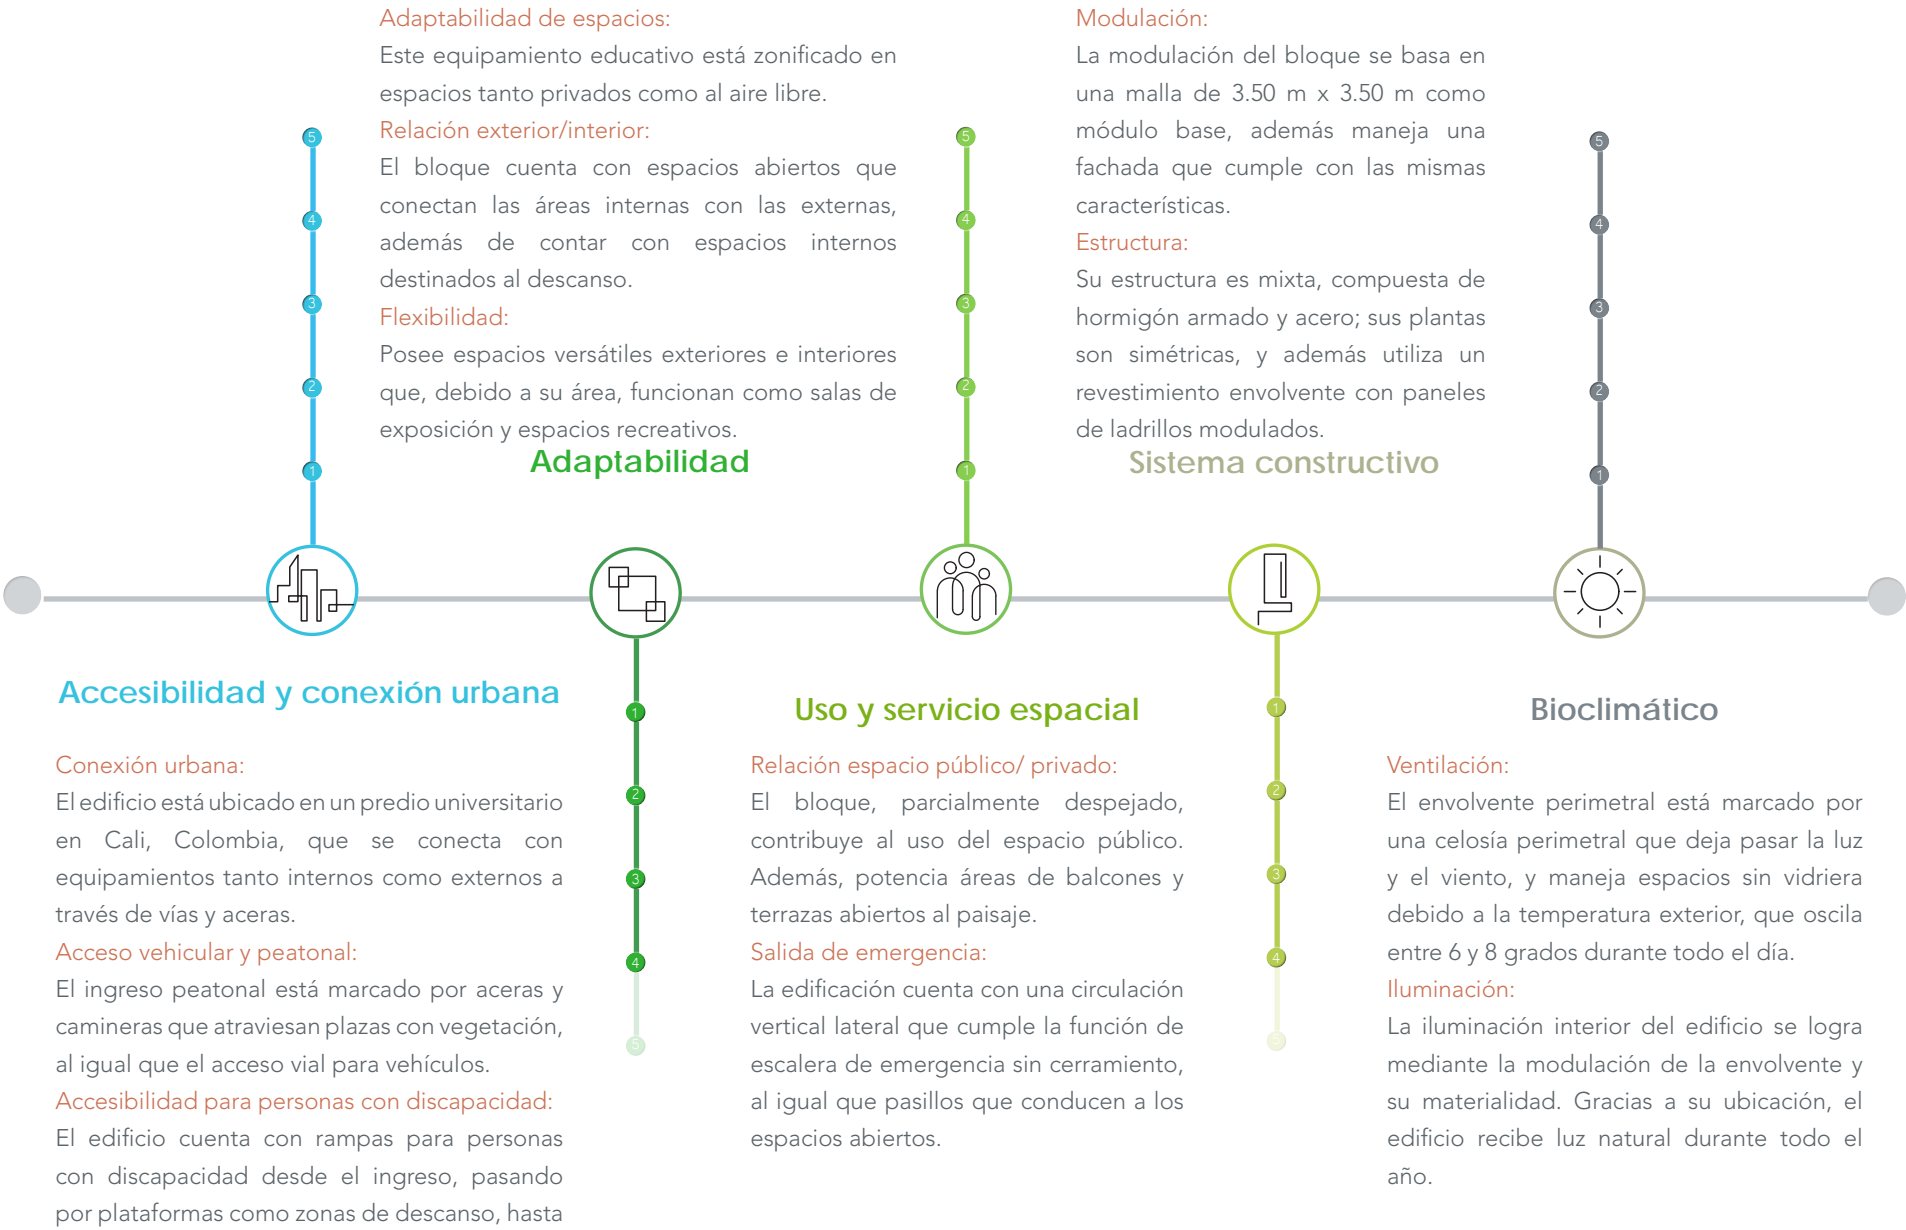 Adaptabilidad de espacios:
Este equipamiento educativo está zonificado en
espacios tanto privados como al aire libre.
Relación exterior/interior:
El bloque cuenta con espacios abiertos que
conectan las áreas internas con las externas,
además de contar con espacios internos
destinados al descanso.
Flexibilidad:
Posee espacios versátiles exteriores e interiores
que, debido a su área, funcionan como salas de
exposición y espacios recreativos.
Adaptabilidad
Modulación:
La modulación del bloque se basa en
una malla de 3.50 m x 3.50 m como
módulo base, además maneja una
fachada que cumple con las mismas
características.
Estructura:
Su estructura es mixta, compuesta de
hormigón armado y acero; sus plantas
son simétricas, y además utiliza un
revestimiento envolvente con paneles
de ladrillos modulados.
Sistema constructivo
5
4
3
2
1
5
4
3
2
1
5
4
3
2
1
Accesibilidad y conexión urbana
Conexión urbana:
El edificio está ubicado en un predio universitario
en Cali, Colombia, que se conecta con
equipamientos tanto internos como externos a
través de vías y aceras.
Acceso vehicular y peatonal:
El ingreso peatonal está marcado por aceras y
camineras que atraviesan plazas con vegetación,
al igual que el acceso vial para vehículos.
Accesibilidad para personas con discapacidad:
El edificio cuenta con rampas para personas
con discapacidad desde el ingreso, pasando
por plataformas como zonas de descanso, hasta
1
2
3
4
5
Uso y servicio espacial
Relación espacio público/ privado:
El bloque, parcialmente despejado,
contribuye al uso del espacio público.
Además, potencia áreas de balcones y
terrazas abiertos al paisaje.
Salida de emergencia:
La edificación cuenta con una circulación
vertical lateral que cumple la función de
escalera de emergencia sin cerramiento,
al igual que pasillos que conducen a los
espacios abiertos.
1
2
3
4
5
Bioclimático
Ventilación:
El envolvente perimetral está marcado por
una celosía perimetral que deja pasar la luz
y el viento, y maneja espacios sin vidriera
debido a la temperatura exterior, que oscila
entre 6 y 8 grados durante todo el día.
Iluminación:
La iluminación interior del edificio se logra
mediante la modulación de la envolvente y
su materialidad. Gracias a su ubicación, el
edificio recibe luz natural durante todo el
año.